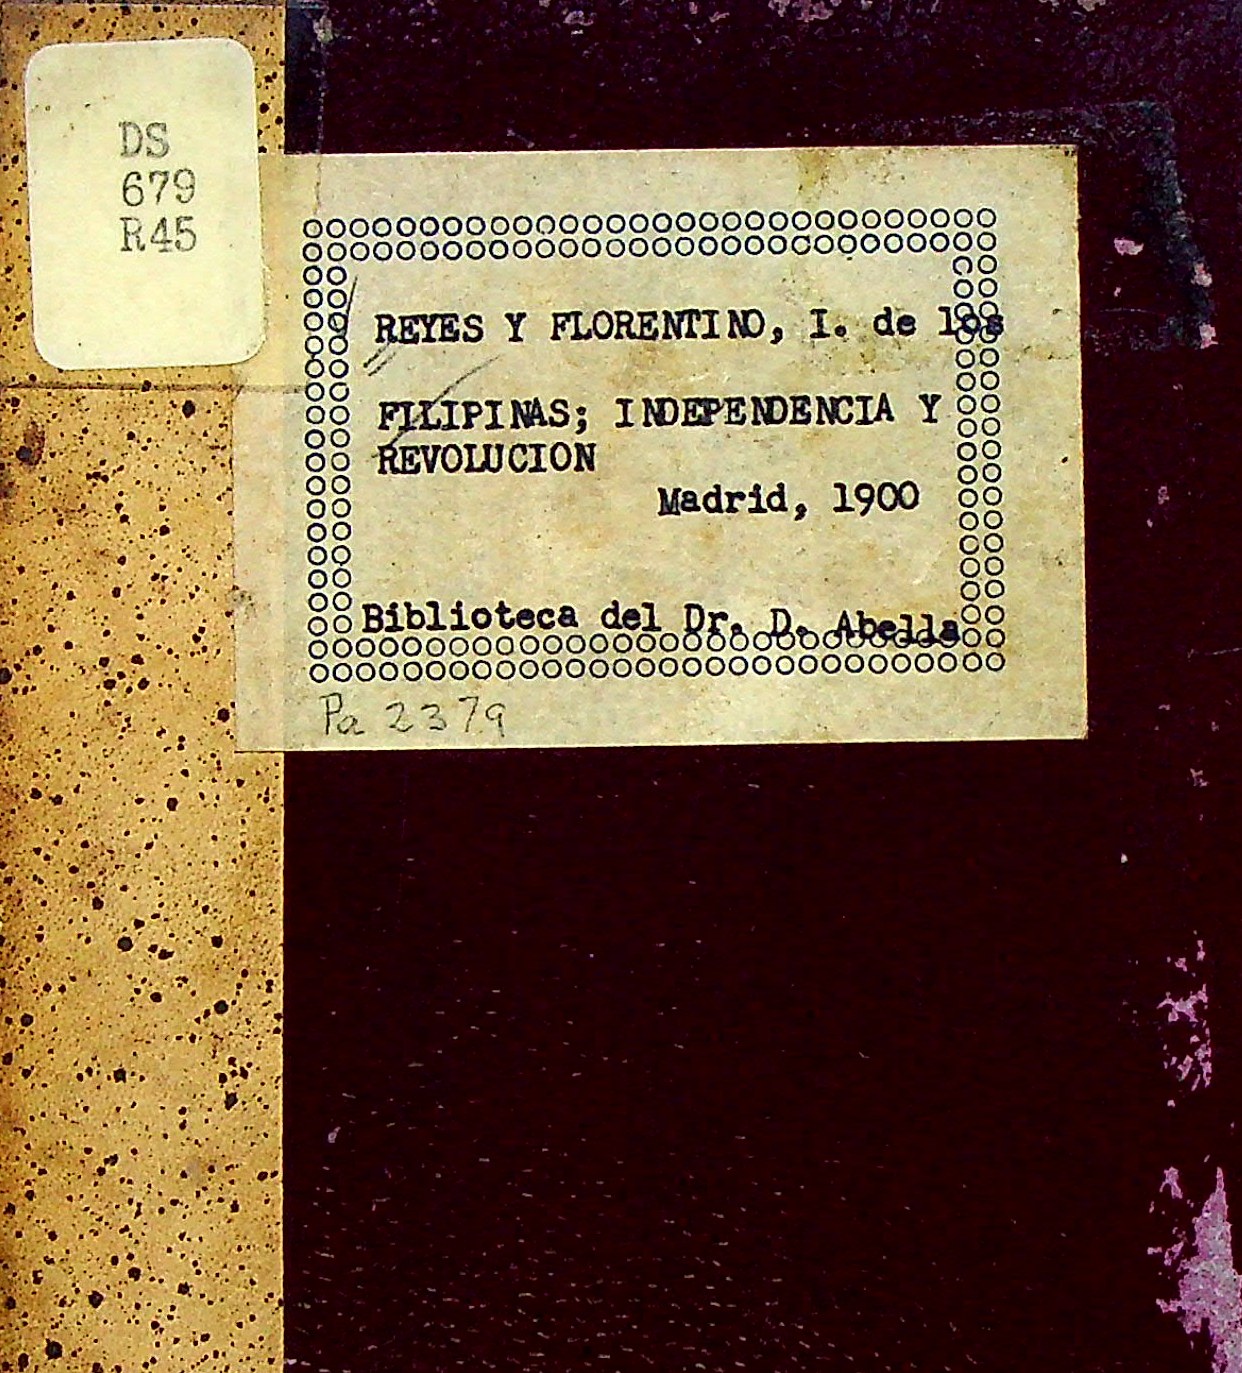 DS
679
R45
REYES Y FLORENTINO, I. de los
FILIPINAS; INDEPENDENCIA Y
REVOLUCION
Madrid, 1900
Biblioteca del Dr. D. Abella
Pa 2379